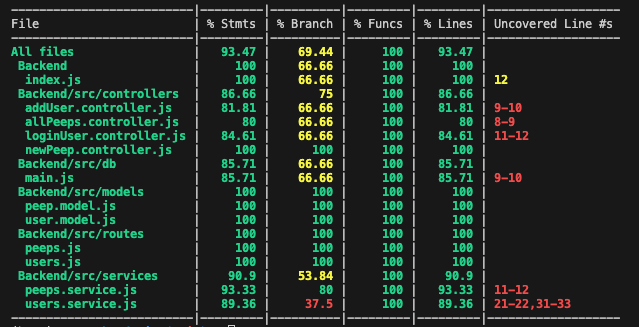 File | % Stmts | % Branch | % Funcs | % Lines | Uncovered Line #s
All files | 93.47 | 69.44 | 100 | 93.47 |
Backend | 100 | 66.66 | 100 | 100 |
index.js | 100 | 66.66 | 100 | 100 | 12
Backend/src/controllers | 86.66 | 75 | 100 | 86.66 |
addUser.controller.js | 81.81 | 66.66 | 100 | 81.81 | 9-10
allPeeps.controller.js | 80 | 66.66 | 100 | 80 | 8-9
loginUser.controller.js | 84.61 | 66.66 | 100 | 84.61 | 11-12
newPeep.controller.js | 100 | 100 | 100 | 100 |
Backend/src/db | 85.71 | 66.66 | 100 | 85.71 |
main.js | 85.71 | 66.66 | 100 | 85.71 | 9-10
Backend/src/models | 100 | 100 | 100 | 100 |
peep.model.js | 100 | 100 | 100 | 100 |
user.model.js | 100 | 100 | 100 | 100 |
Backend/src/routes | 100 | 100 | 100 | 100 |
peeps.js | 100 | 100 | 100 | 100 |
users.js | 100 | 100 | 100 | 100 |
Backend/src/services | 90.9 | 53.84 | 100 | 90.9 |
peeps.service.js | 93.33 | 80 | 100 | 93.33 | 11-12
users.service.js | 89.36 | 37.5 | 100 | 89.36 | 21-22,31-33